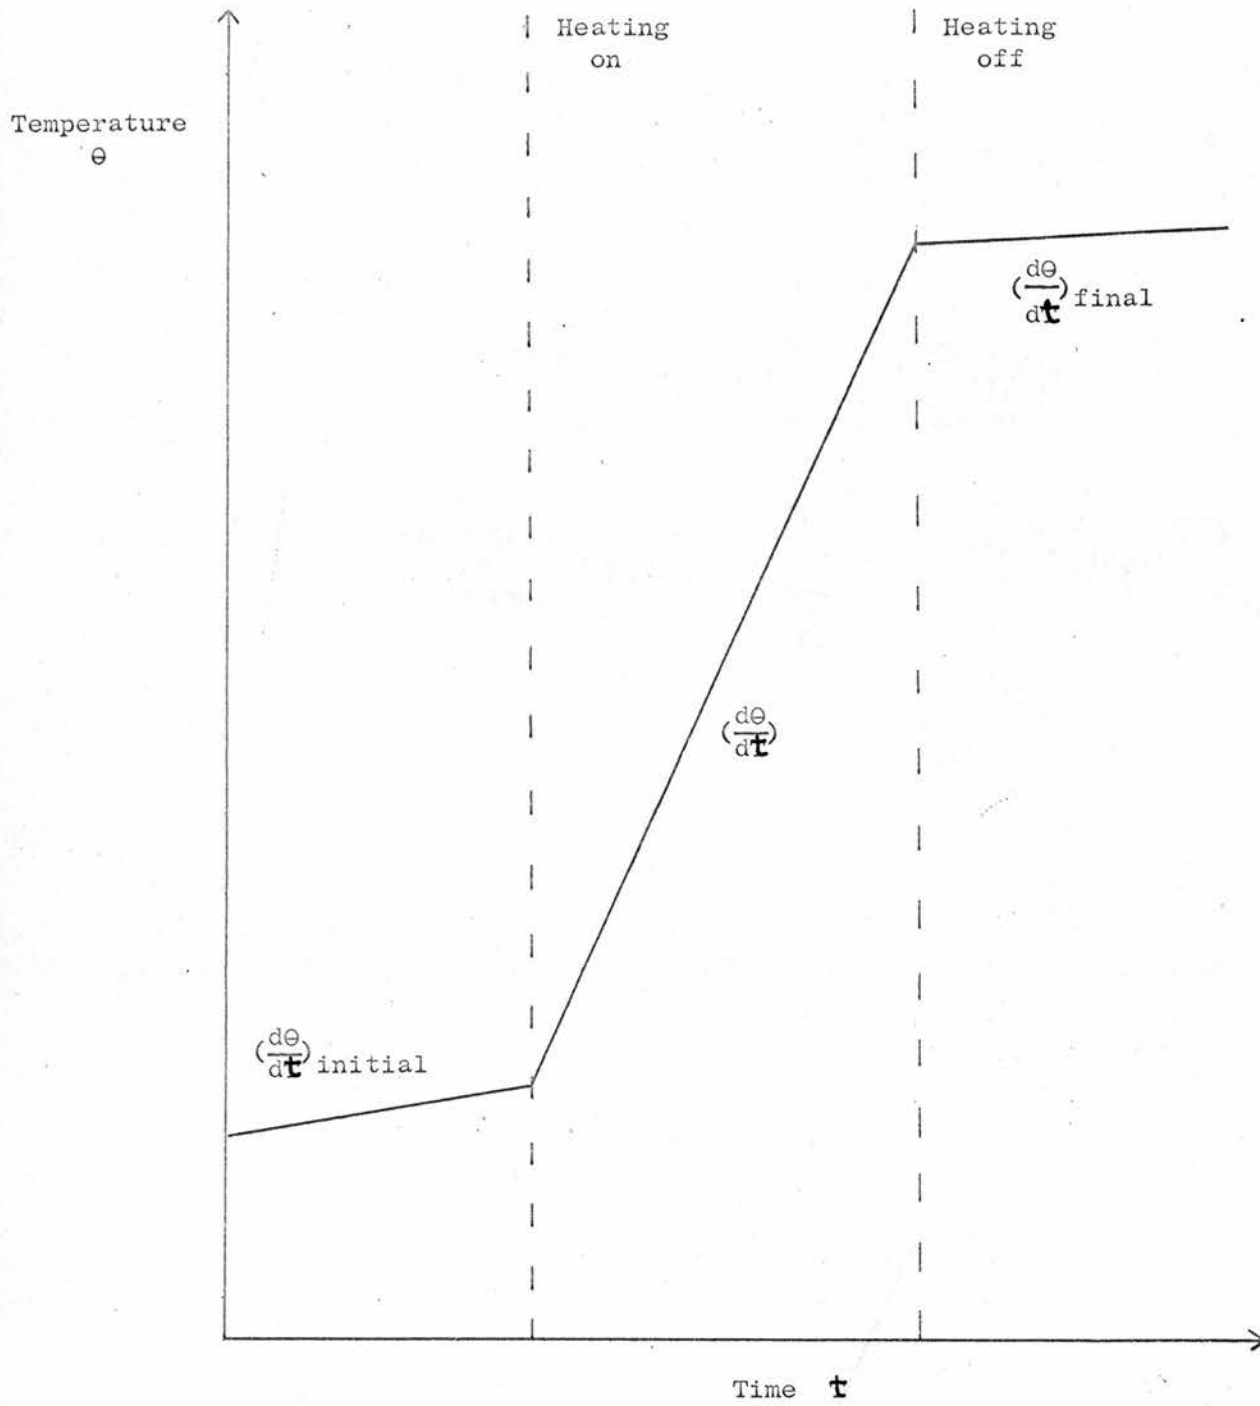 Heating
on
Heating
off
Temperature
θ
(dθ/dt)final
(dθ/dt)
(dθ/dt)initial
Time t